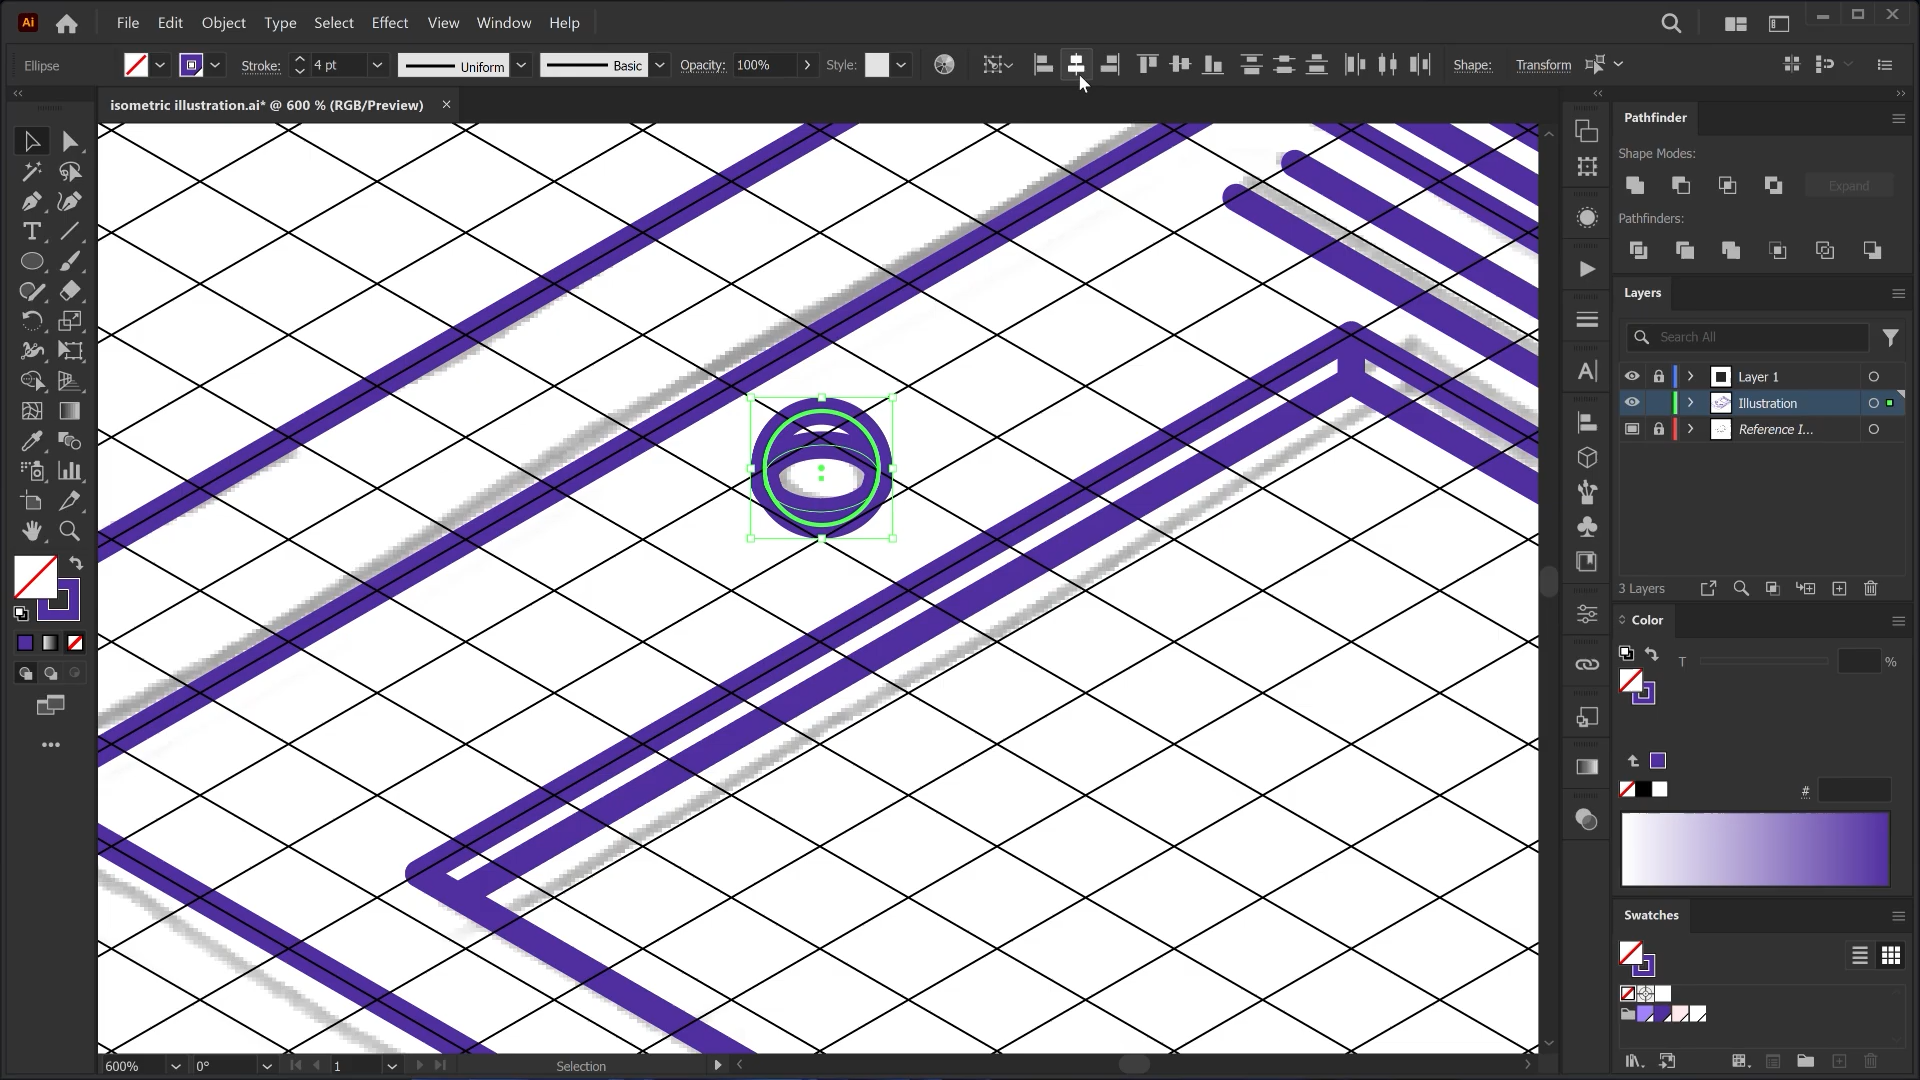 Ai File Edit Object Type Select Effect View Window Help
Ellipse Stroke: 4 pt Uniform Basic Opacity: 100% Style: Shape: Transform
isometric illustration.ai* @ 600 % (RGB/Preview)
Pathfinder
Shape Modes:
Expand
Pathfinders:
Layers
Search All
Layer 1
Illustration
Reference I...
3 Layers
Color
T %
#
Swatches
600% 0° 1 Selection